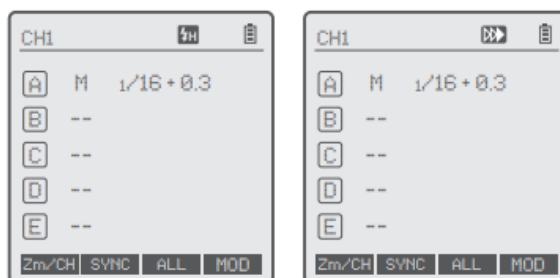 CH1 H
A M 1/16+0.3
B --
C --
D --
E --
Zm/CH SYNC ALL MOD
CH1
A M 1/16+0.3
B --
C --
D --
E --
Zm/CH SYNC ALL MOD